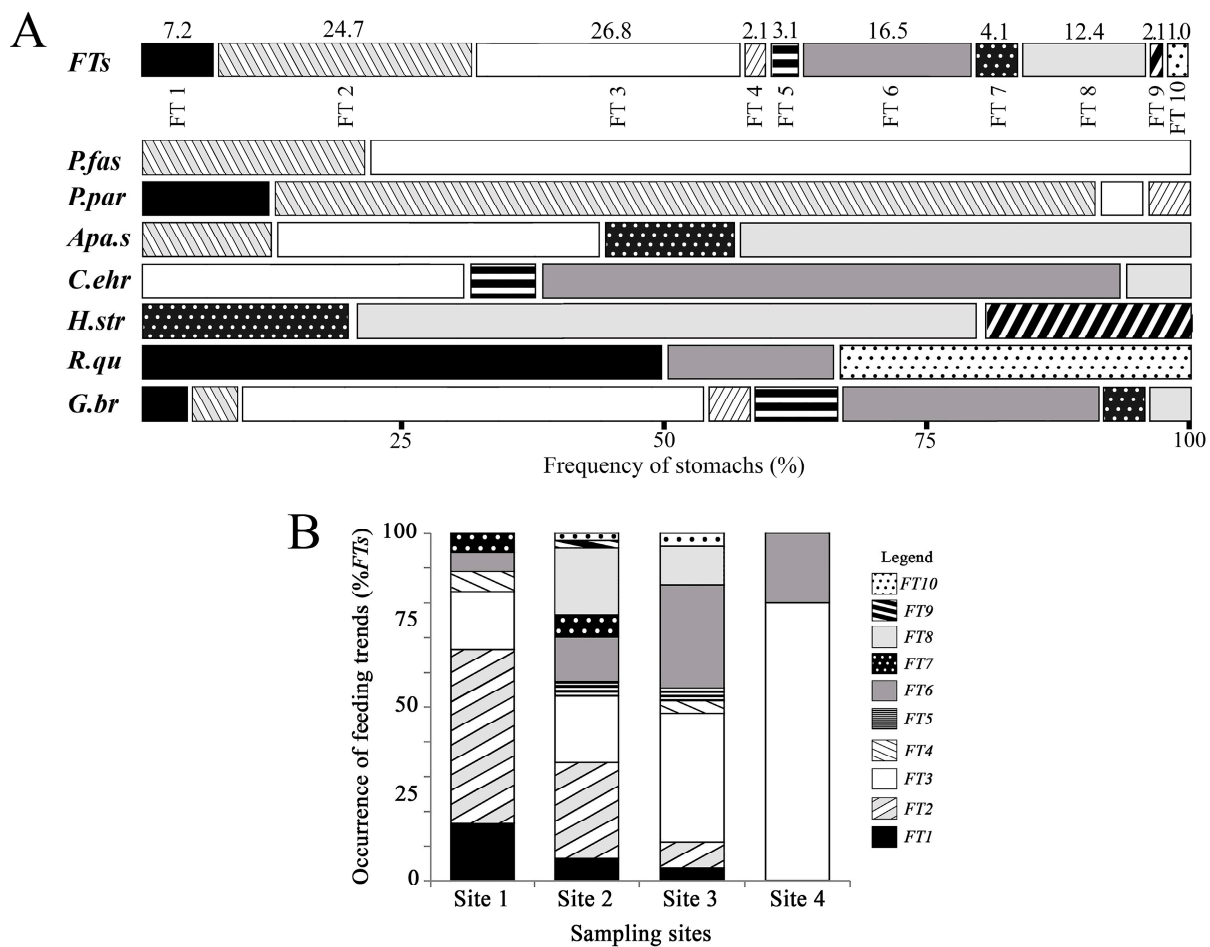 A
7.2 24.7 26.8 2.1 3.1 16.5 4.1 12.4 2.1 1.0
FTs
FT 1 FT 2 FT 3 FT 4 FT 5 FT 6 FT 7 FT 8 FT 9 FT 10
P.fas
P.par
Apa.s
C.ehr
H.str
R.qu
G.br
25 50 75 100
Frequency of stomachs (%)
B
Occurrence of feeding trends (%FTs)
100
75
50
25
0
Site 1 Site 2 Site 3 Site 4
Sampling sites
Legend
FT10
FT9
FT8
FT7
FT6
FT5
FT4
FT3
FT2
FT1